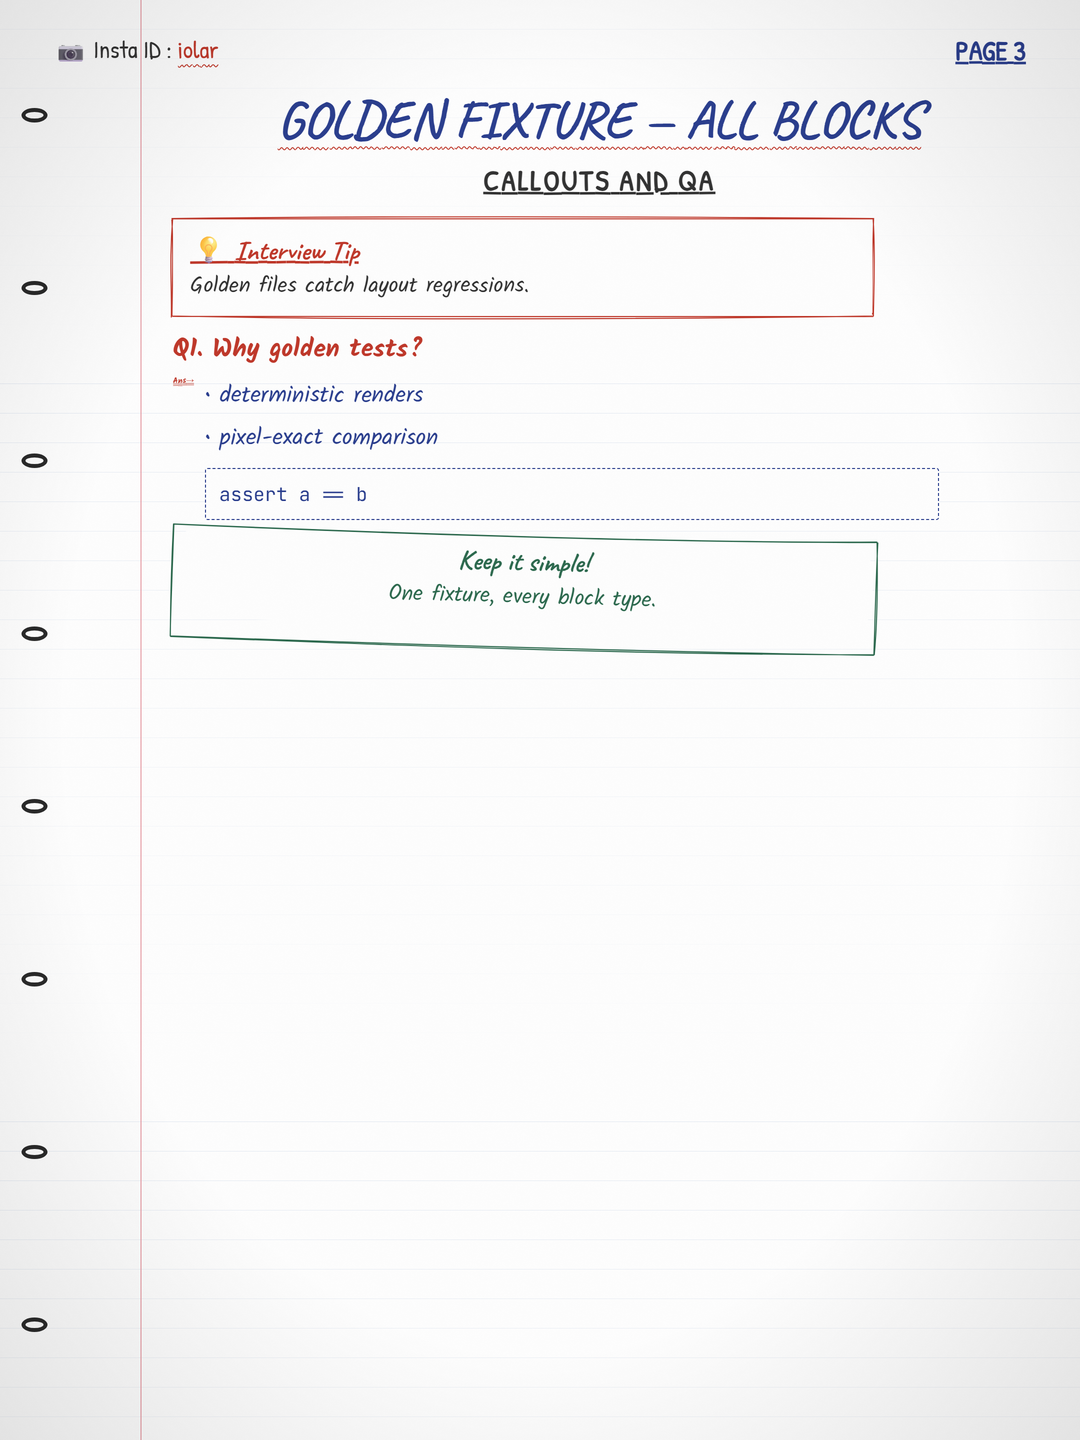 📷 Insta ID : iolar
PAGE 3
GOLDEN FIXTURE – ALL BLOCKS
CALLOUTS AND QA
💡 Interview Tip
Golden files catch layout regressions.
Q1. Why golden tests?
Ans→
• deterministic renders
• pixel-exact comparison
assert a == b
Keep it simple!
One fixture, every block type.